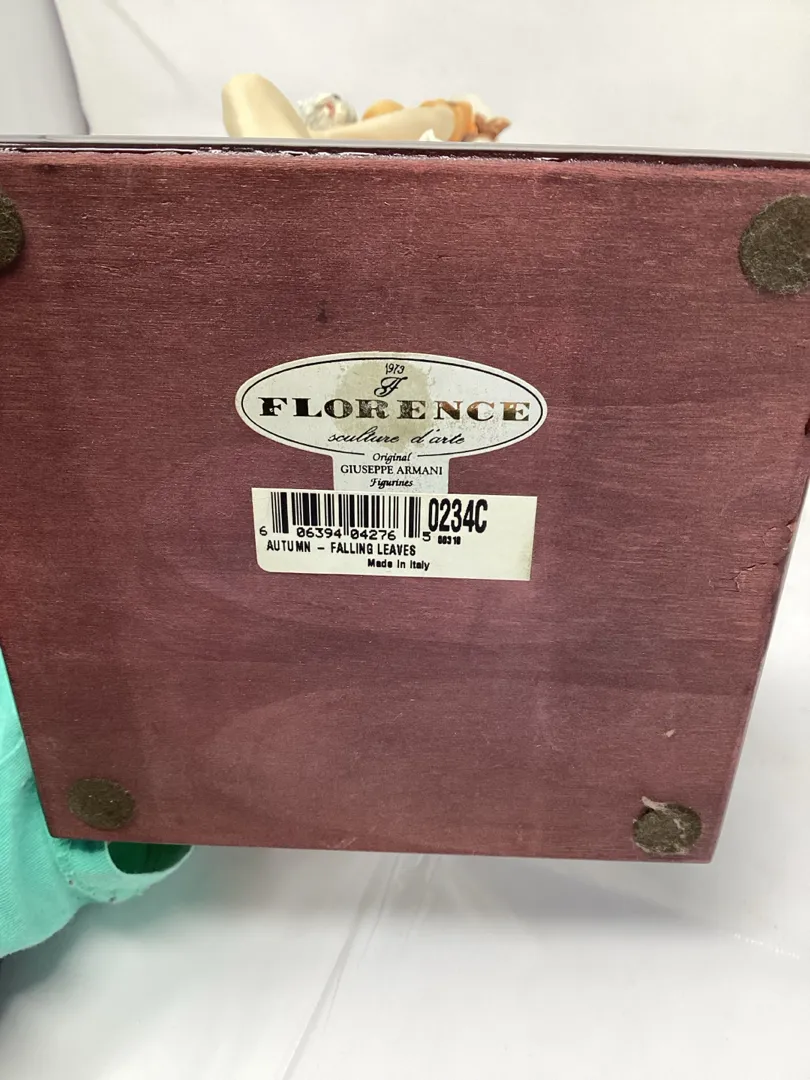 1973
FLORENCE
sculture d'arte
Original
GIUSEPPE ARMANI
Figurines
0234C
6 06394 04276 5
AUTUMN – FALLING LEAVES
Made in Italy